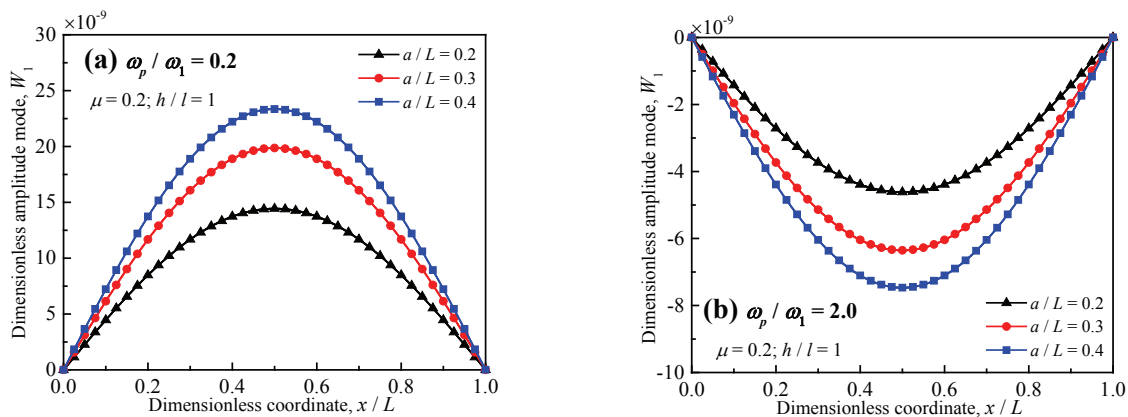 ×10⁻⁹
30
25
20
15
10
5
0
Dimensionless amplitude mode, W₁
(a) ωₚ / ω₁ = 0.2
μ = 0.2; h / l = 1
a / L = 0.2
a / L = 0.3
a / L = 0.4
0.0 0.2 0.4 0.6 0.8 1.0
Dimensionless coordinate, x / L
×10⁻⁹
0
-2
-4
-6
-8
-10
Dimensionless amplitude mode, W₁
(b) ωₚ / ω₁ = 2.0
μ = 0.2; h / l = 1
a / L = 0.2
a / L = 0.3
a / L = 0.4
0.0 0.2 0.4 0.6 0.8 1.0
Dimensionless coordinate, x / L